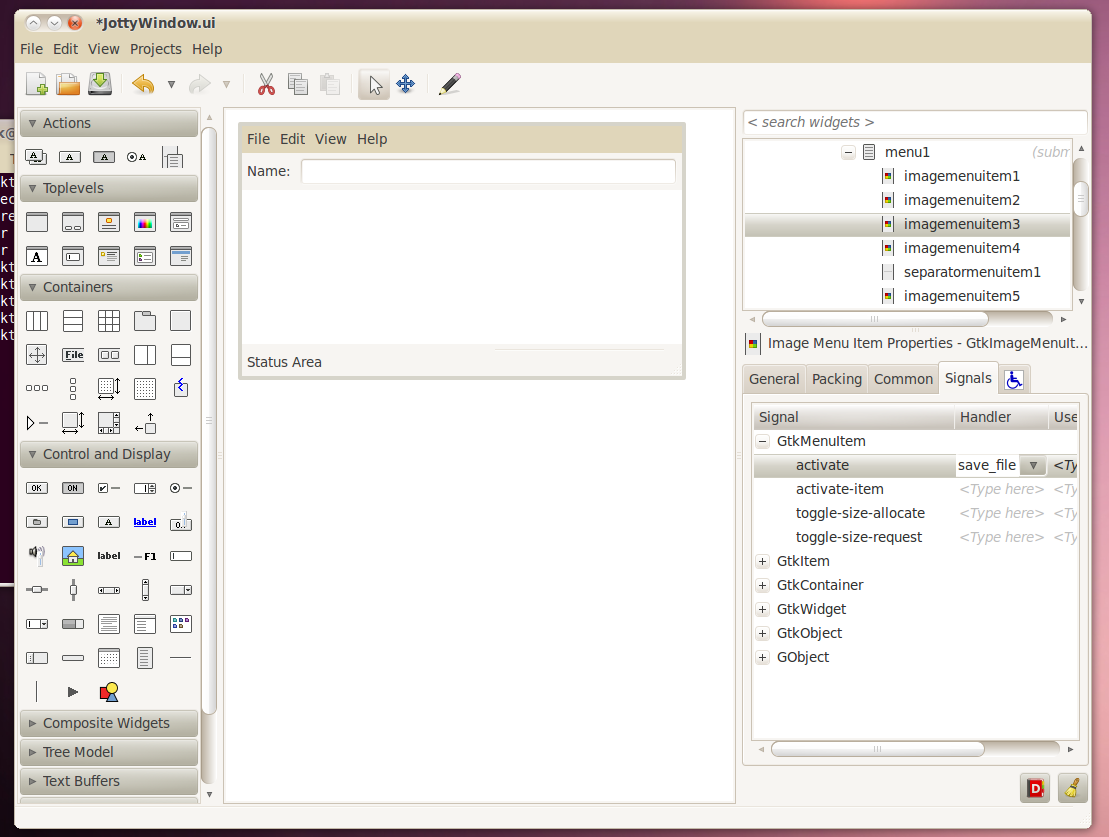 *JottyWindow.ui
File Edit View Projects Help
Actions
Toplevels
Containers
File
Control and Display
OK ON
label
label F1
Composite Widgets
Tree Model
Text Buffers
File Edit View Help
Name:
Status Area
< search widgets >
menu1 (subm
imagemenuitem1
imagemenuitem2
imagemenuitem3
imagemenuitem4
separatormenuitem1
imagemenuitem5
Image Menu Item Properties - GtkImageMenuIt...
General Packing Common Signals
Signal Handler Use
GtkMenuItem
activate save_file <Ty
activate-item <Type here> <Ty
toggle-size-allocate <Type here> <Ty
toggle-size-request <Type here> <Ty
GtkItem
GtkContainer
GtkWidget
GtkObject
GObject